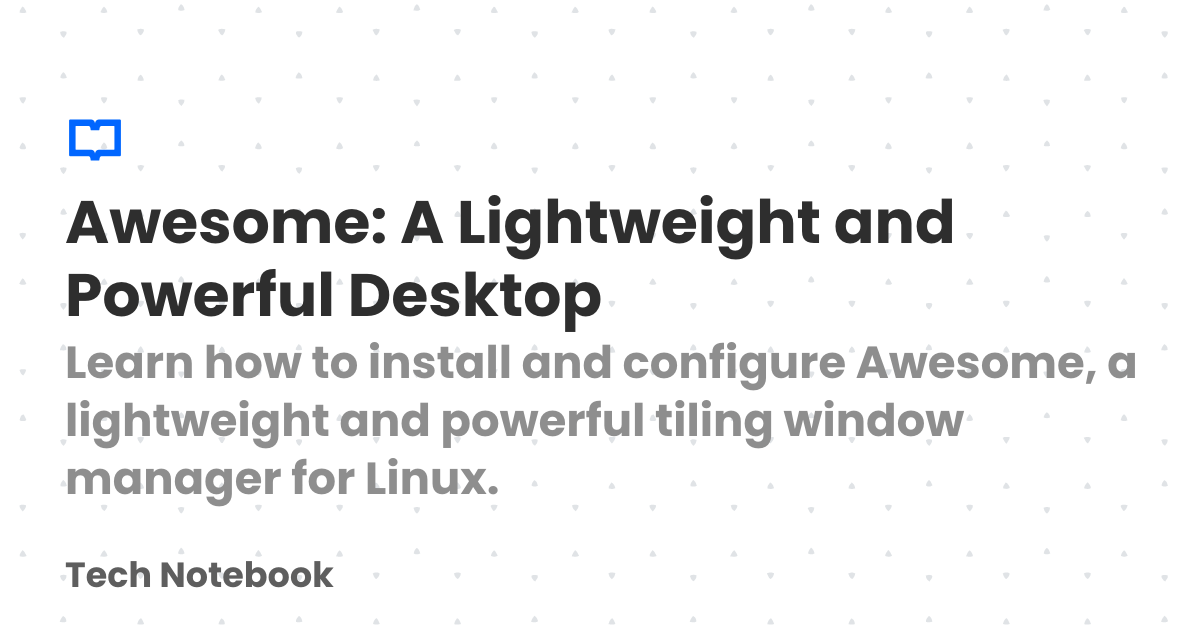 Awesome: A Lightweight and
Powerful Desktop
Learn how to install and configure Awesome, a
lightweight and powerful tiling window
manager for Linux.
Tech Notebook